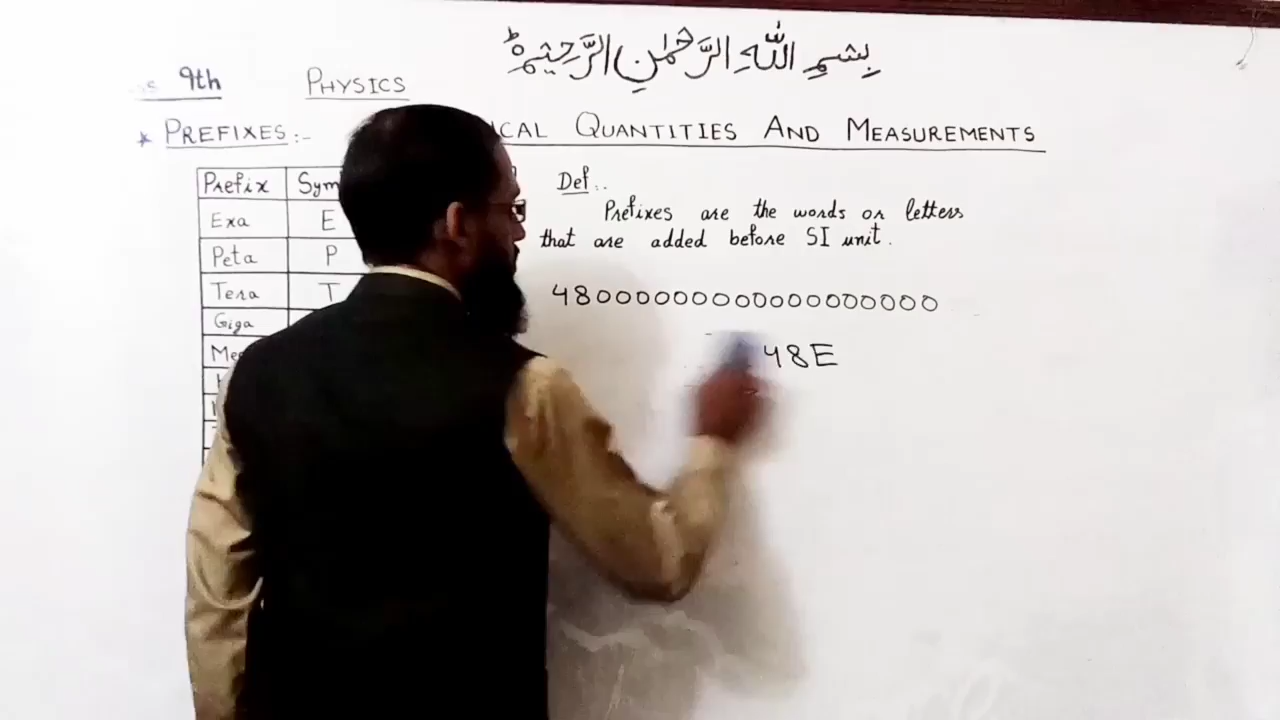 بِسْمِ اللّٰهِ الرَّحْمٰنِ الرَّحِيْمِ
9th PHYSICS
★ PREFIXES:-
QUANTITIES AND MEASUREMENTS
Prefix
Exa E
Peta P
Tera T
Giga
Def:.
Prefixes are the words or letters
that are added before SI unit.
48000000000000000000
48E